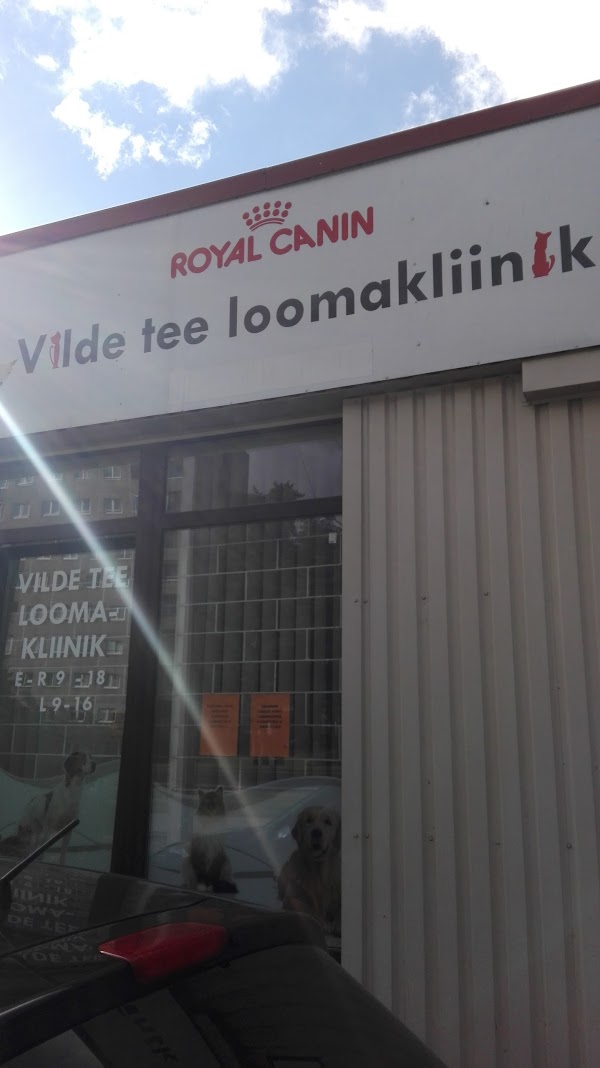 ROYAL CANIN
Vilde tee loomakliinik
VILDE TEE
LOOMA-
KLIINIK
E-R 9-18
L 9-16